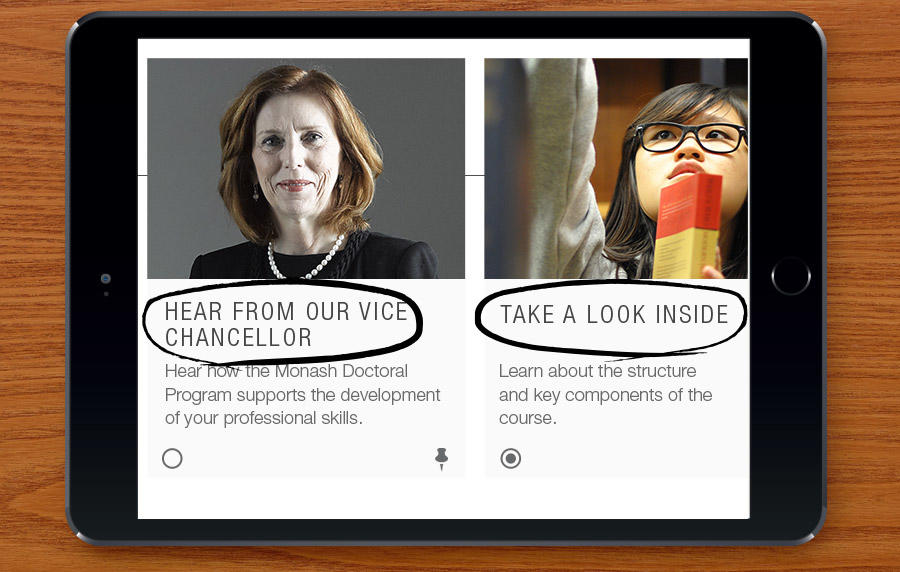 HEAR FROM OUR VICE
CHANCELLOR
Hear how the Monash Doctoral
Program supports the development
of your professional skills.
TAKE A LOOK INSIDE
Learn about the structure
and key components of the
course.